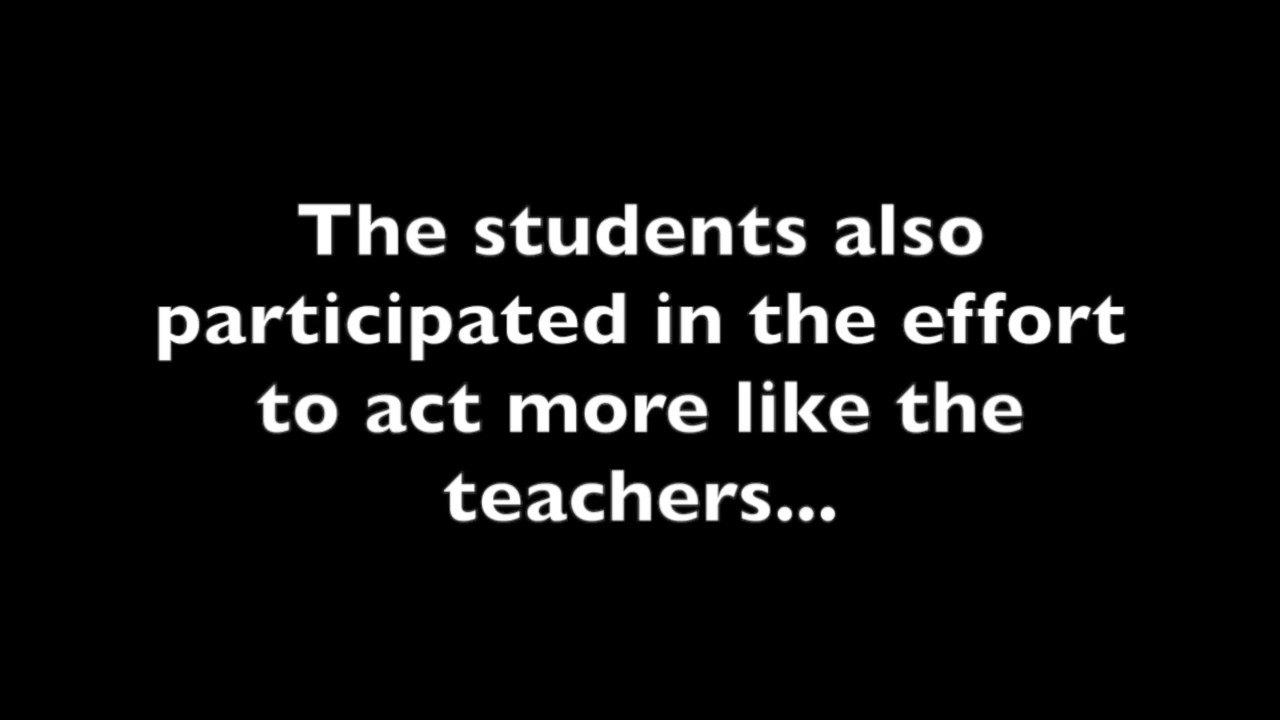 The students also
participated in the effort
to act more like the
teachers...